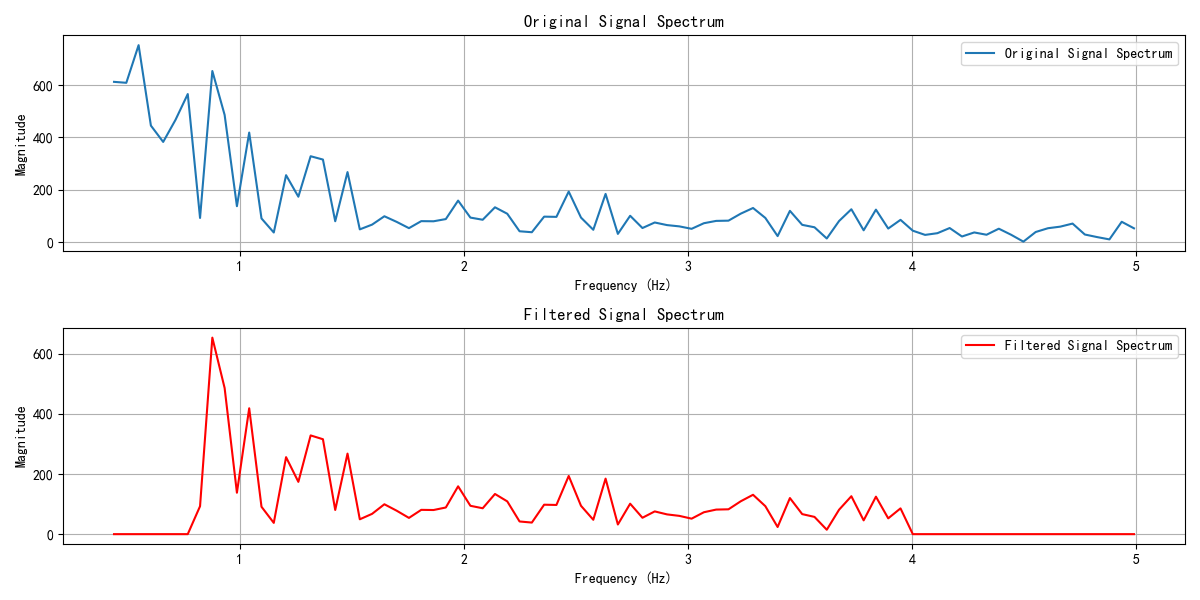 Original Signal Spectrum
Original Signal Spectrum
Magnitude
600
400
200
0
1 2 3 4 5
Frequency (Hz)
Filtered Signal Spectrum
Filtered Signal Spectrum
Magnitude
600
400
200
0
1 2 3 4 5
Frequency (Hz)